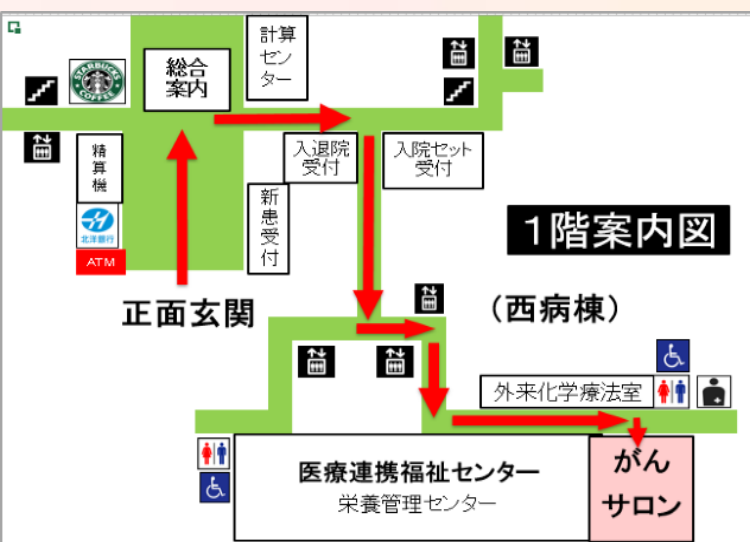 計算
セン
ター
総合
案内
STARBUCKS
COFFEE
精
算
機
北洋銀行
ATM
新
患
受
付
入退院
受付
入院セット
受付
1階案内図
正面玄関
（西病棟）
外来化学療法室
医療連携福祉センター
栄養管理センター
がん
サロン